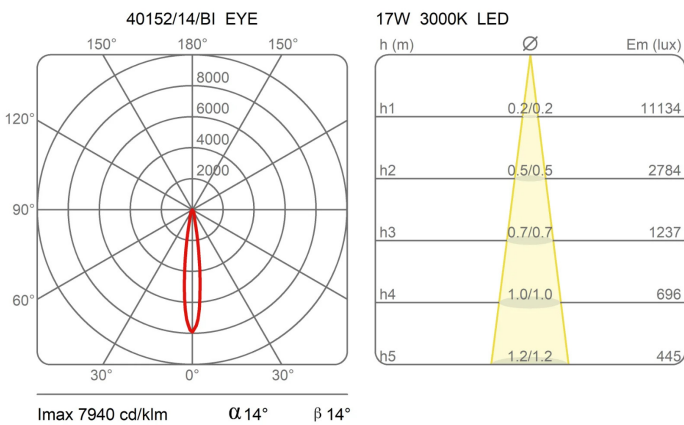 40152/14/BI EYE
17W 3000K LED
150° 180° 150°
8000
6000
4000
2000
120°
90°
60°
30° 0° 30°
Imax 7940 cd/klm α 14° β 14°
h (m) Ø Em (lux)
h1 0.2/0.2 11134
h2 0.5/0.5 2784
h3 0.7/0.7 1237
h4 1.0/1.0 696
h5 1.2/1.2 445